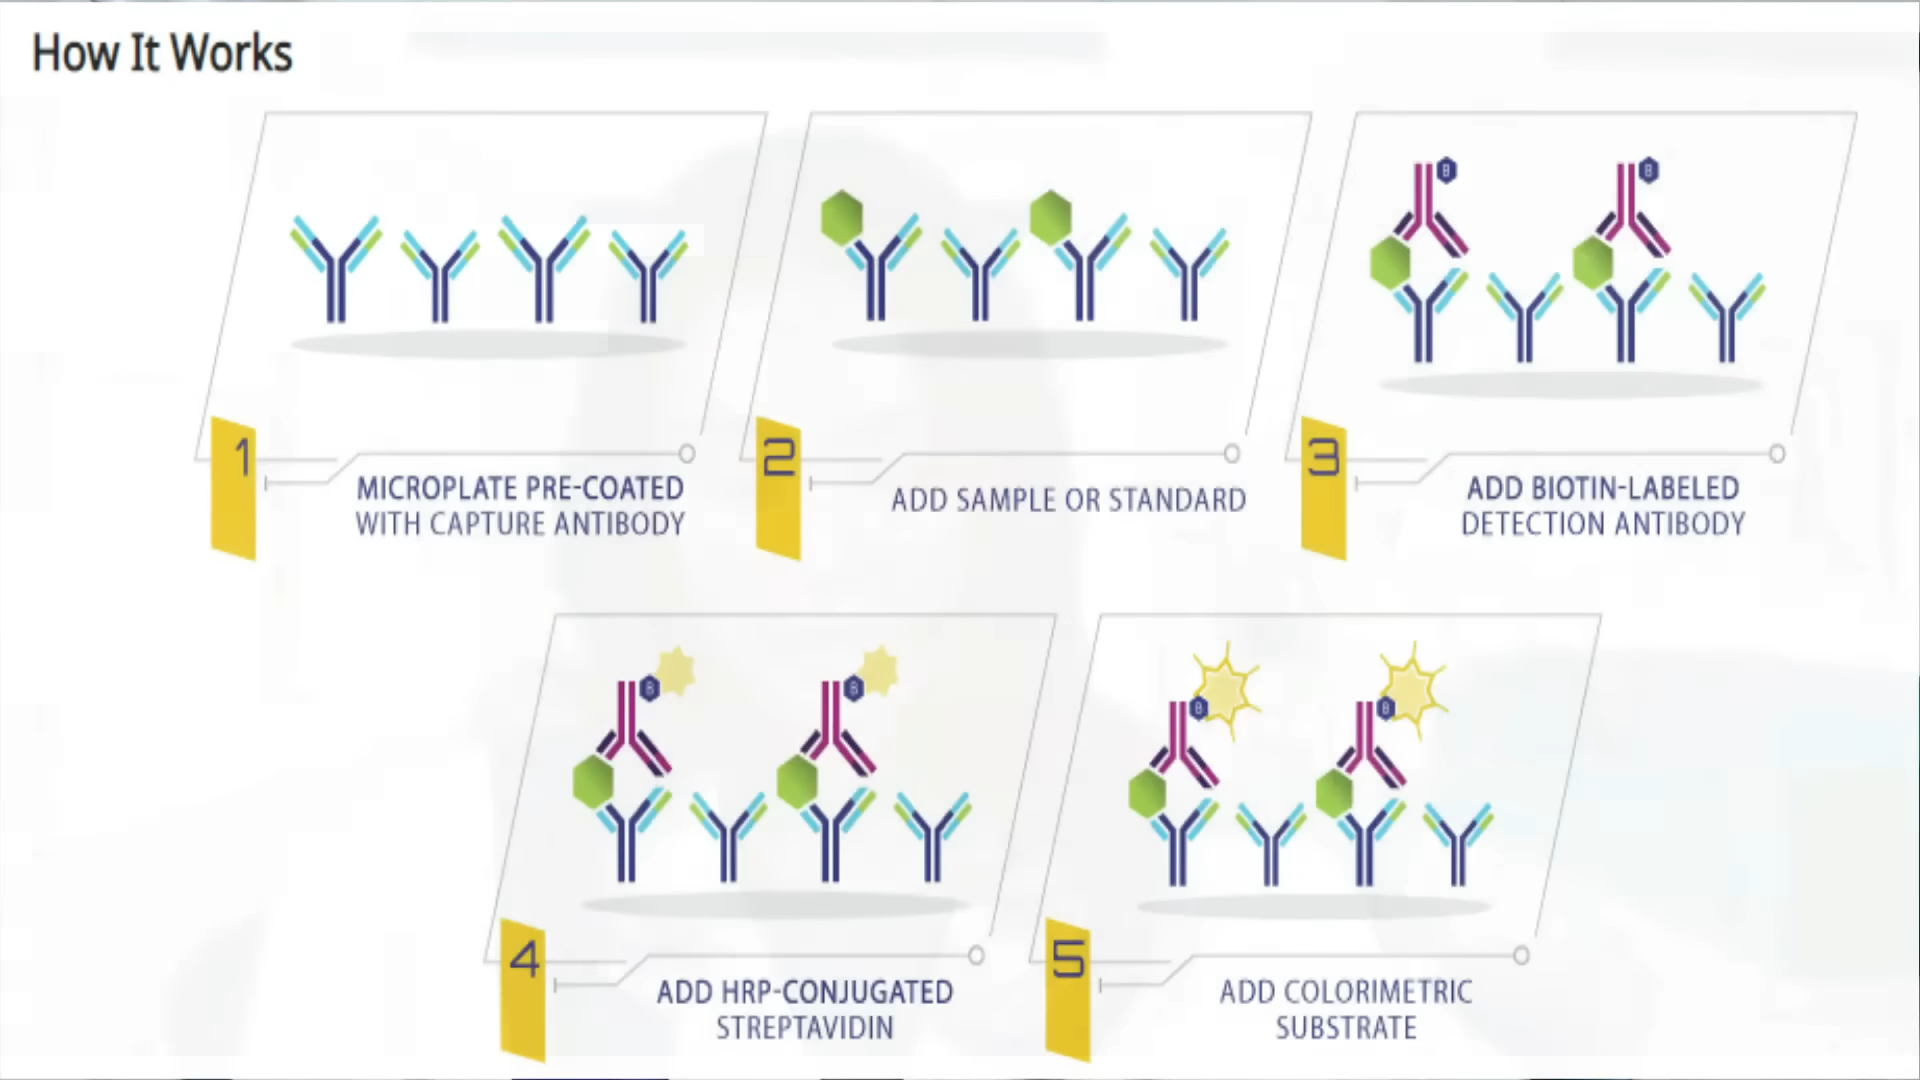 How It Works
B
B
1
MICROPLATE PRE-COATED
WITH CAPTURE ANTIBODY
2
ADD SAMPLE OR STANDARD
3
ADD BIOTIN-LABELED
DETECTION ANTIBODY
B
B
B
B
4
ADD HRP-CONJUGATED
STREPTAVIDIN
5
ADD COLORIMETRIC
SUBSTRATE